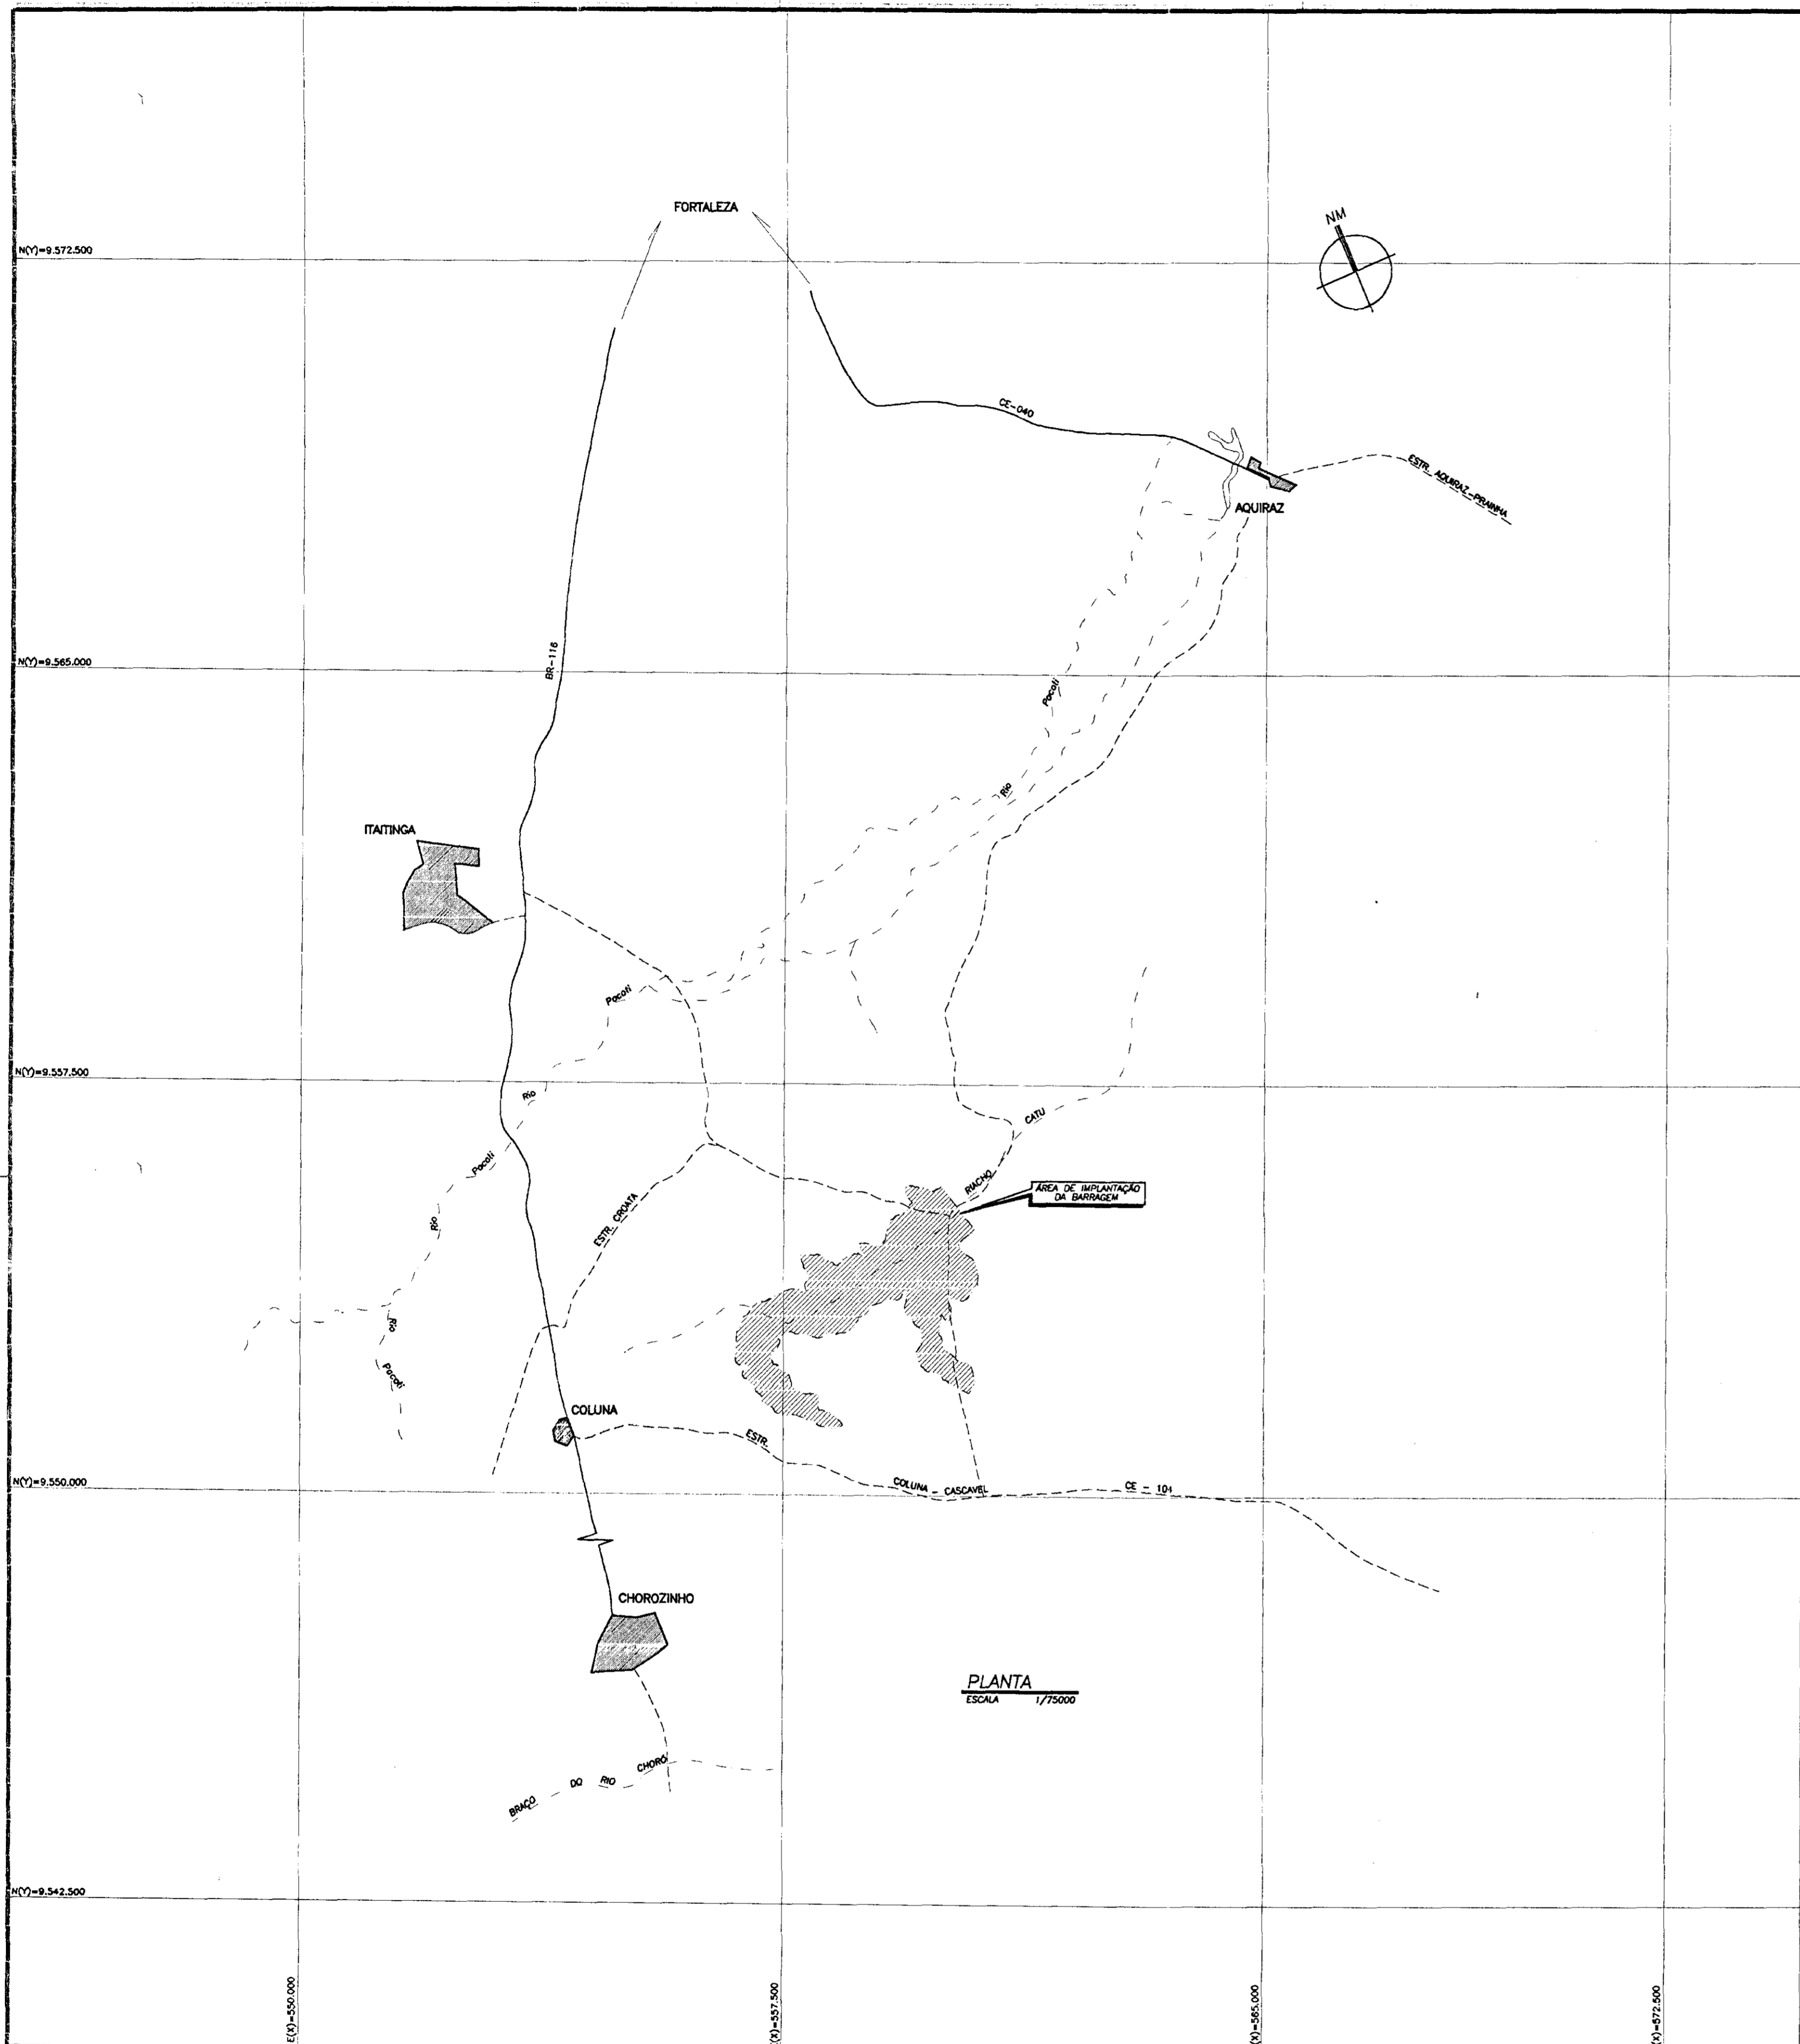 FORTALEZA
NM
N(Y)=9.572.500
CE-040
ESTR. AQUIRAZ-PRAINHA
AQUIRAZ
BR-116
N(Y)=9.565.000
Pacoti
Rio
ITAITINGA
Pacoti
N(Y)=9.557.500
Rio
CATU
Pacoti
RIACHO
ÁREA DE IMPLANTAÇÃO
DA BARRAGEM
ESTR. CROATA
Rio
Rio
Pacoti
COLUNA
ESTR.
N(Y)=9.550.000
COLUNA - CASCAVEL
CE - 104
CHOROZINHO
PLANTA
ESCALA 1/75000
BRAÇO DO RIO CHORÓ
N(Y)=9.542.500
E(X)=550.000
(X)=557.500
(X)=565.000
(X)=572.500